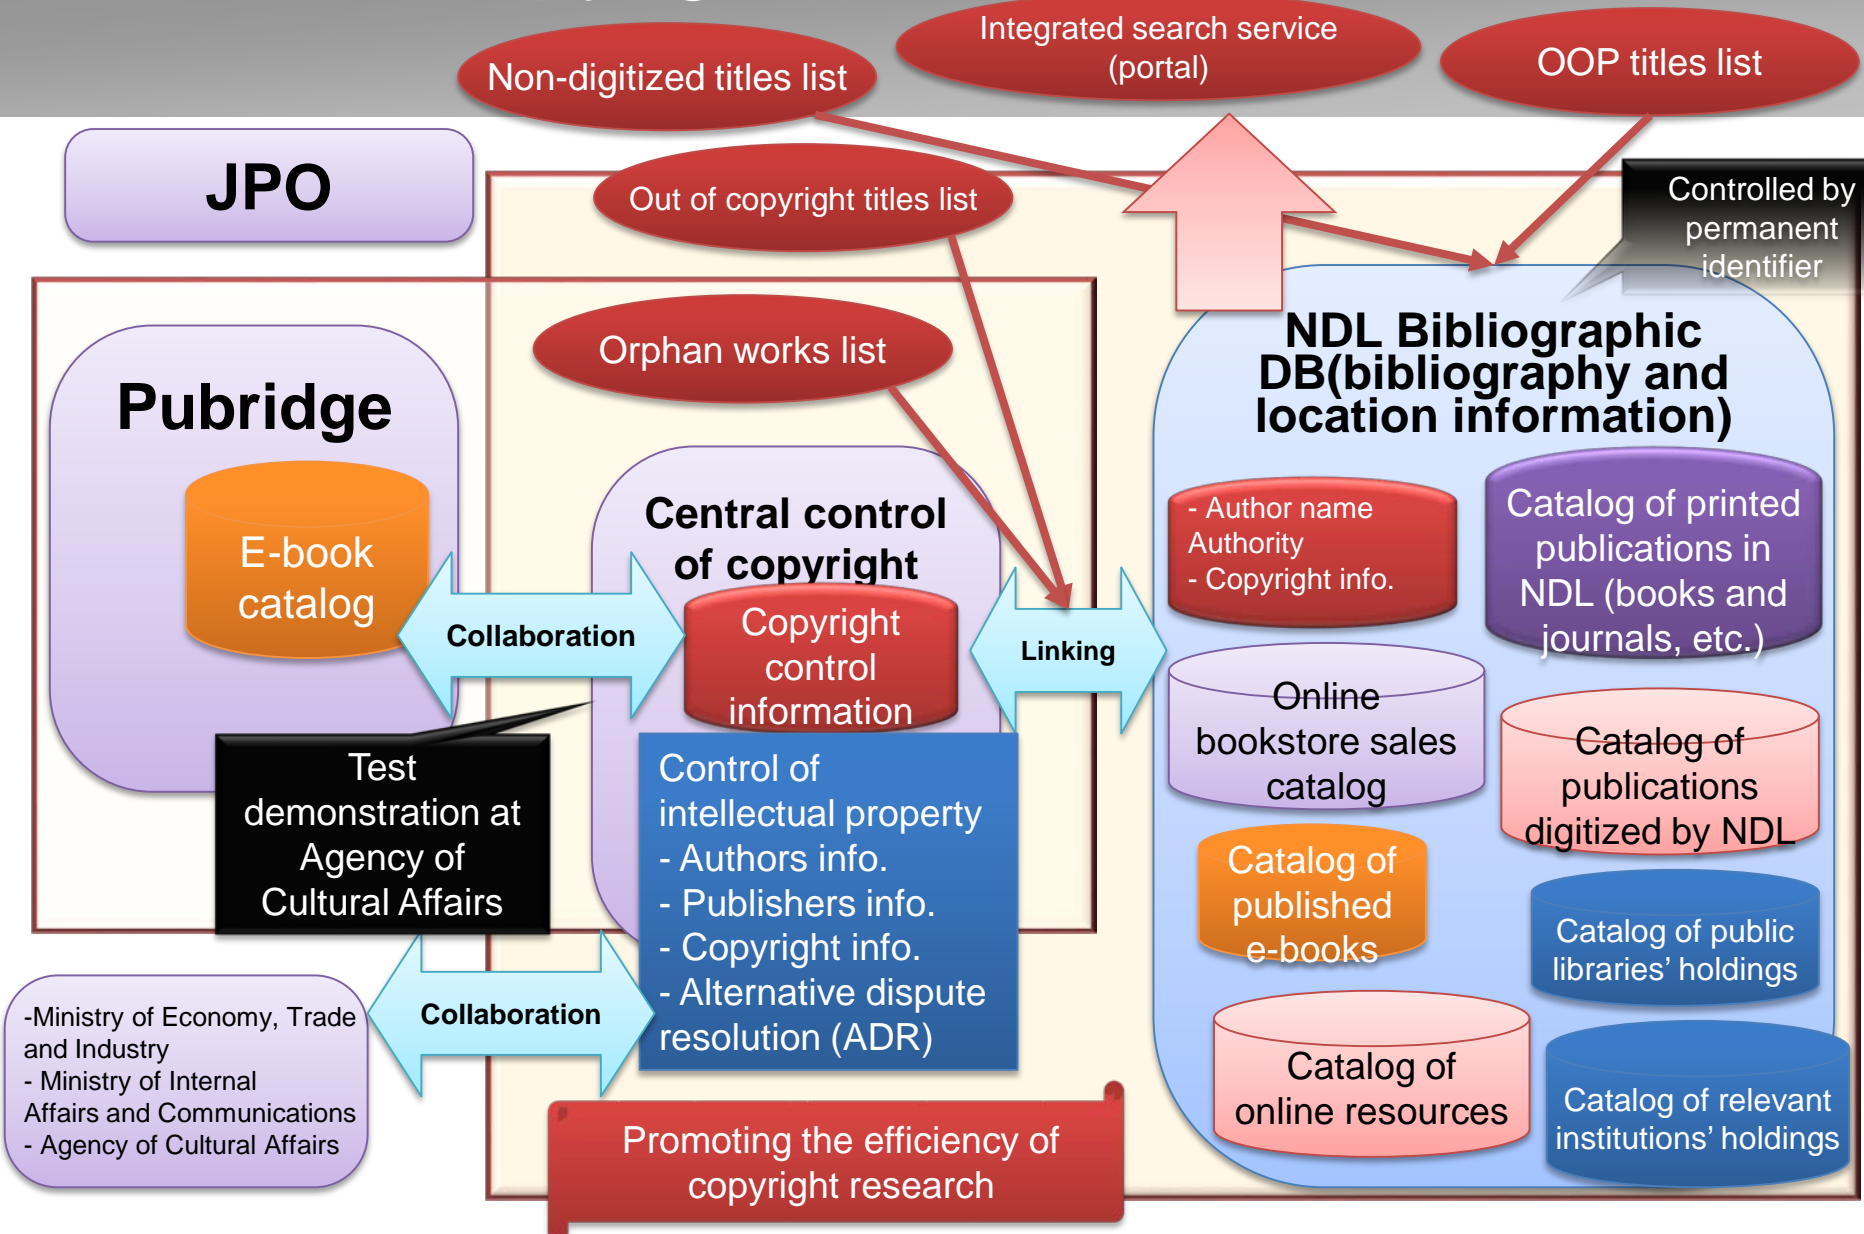 Integrated search service
(portal)
Non-digitized titles list
OOP titles list
JPO
Out of copyright titles list
Controlled by
permanent
identifier
Orphan works list
NDL Bibliographic
DB(bibliography and
location information)
Pubridge
E-book
catalog
Central control
of copyright
Collaboration
Copyright
control
information
Linking
- Author name
Authority
- Copyright info.
Catalog of printed
publications in
NDL (books and
journals, etc.)
Online
bookstore sales
catalog
Catalog of
publications
digitized by NDL
Test
demonstration at
Agency of
Cultural Affairs
Control of
intellectual property
- Authors info.
- Publishers info.
- Copyright info.
- Alternative dispute
resolution (ADR)
Catalog of
published
e-books
Catalog of public
libraries’ holdings
-Ministry of Economy, Trade
and Industry
- Ministry of Internal
Affairs and Communications
- Agency of Cultural Affairs
Collaboration
Catalog of
online resources
Catalog of relevant
institutions’ holdings
Promoting the efficiency of
copyright research